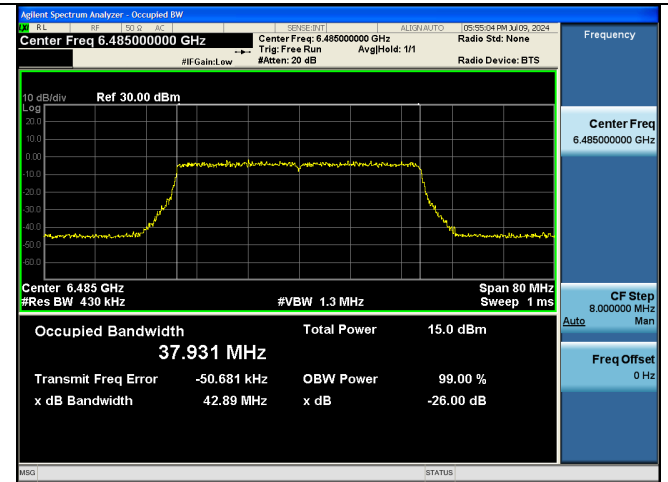 Agilent Spectrum Analyzer - Occupied BW
RL RF 50 Ω AC SENSE:INT ALIGNAUTO 05:55:04 PM Jul 09, 2024
Center Freq 6.485000000 GHz
Center Freq: 6.485000000 GHz
Radio Std: None
Trig: Free Run Avg|Hold: 1/1
#IFGain:Low
#Atten: 20 dB
Radio Device: BTS
Frequency
10 dB/div Ref 30.00 dBm
Log
20.0
10.0
0.00
-10.0
-20.0
-30.0
-40.0
-50.0
-60.0
Center 6.485 GHz Span 80 MHz
#Res BW 430 kHz #VBW 1.3 MHz Sweep 1 ms
Occupied Bandwidth Total Power 15.0 dBm
37.931 MHz
Transmit Freq Error -50.681 kHz OBW Power 99.00 %
x dB Bandwidth 42.89 MHz x dB -26.00 dB
Center Freq
6.485000000 GHz
CF Step
8.000000 MHz
Auto Man
Freq Offset
0 Hz
MSG STATUS